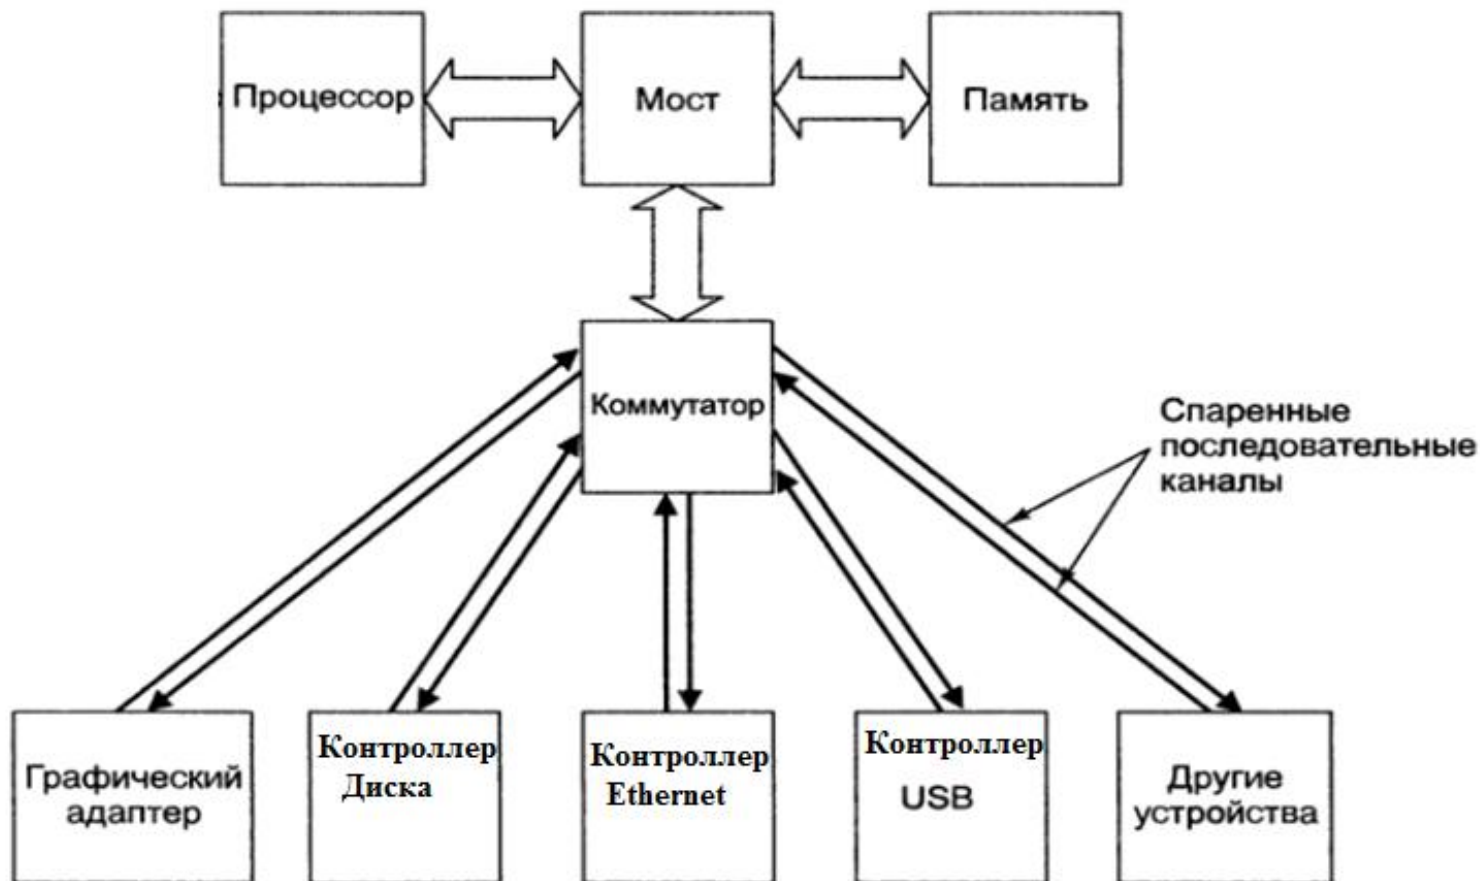 Процессор
Мост
Память
Коммутатор
Спаренные
последовательные
каналы
Графический
адаптер
Контроллер
Диска
Контроллер
Ethernet
Контроллер
USB
Другие
устройства